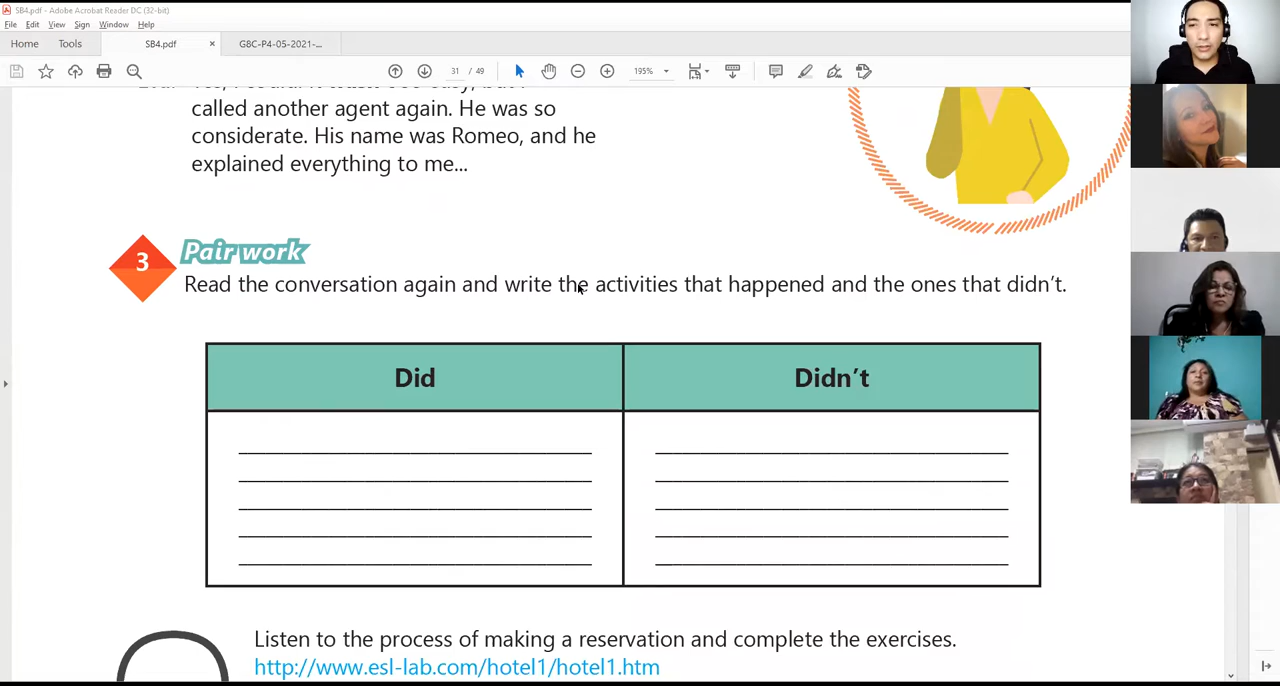 SB4.pdf - Adobe Acrobat Reader DC (32-bit)
File Edit View Sign Window Help
Home Tools SB4.pdf × G8C-P4-05-2021-...
31 / 49 195%
called another agent again. He was so
considerate. His name was Romeo, and he
explained everything to me...
3 Pair work
Read the conversation again and write the activities that happened and the ones that didn't.
Did Didn't
Listen to the process of making a reservation and complete the exercises.
http://www.esl-lab.com/hotel1/hotel1.htm